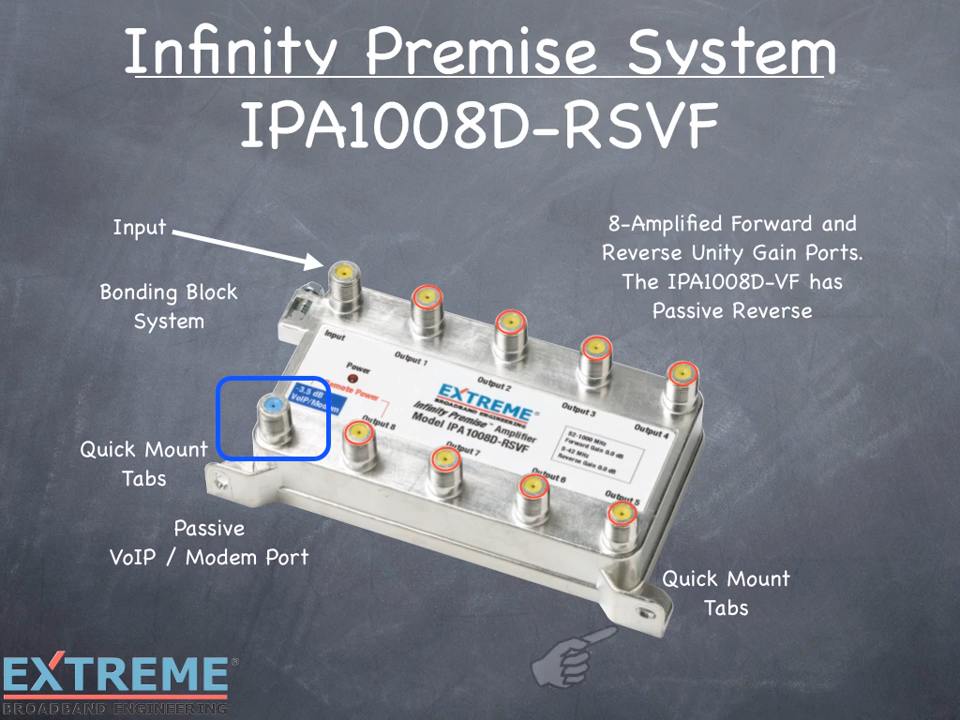 Infinity Premise System
IPA1008D-RSVF
Input
8-Amplified Forward and
Reverse Unity Gain Ports.
The IPA1008D-VF has
Passive Reverse
Bonding Block
System
Input
Output 1
Output 2
Output 3
Output 4
Power
Remote Power
-3.5 dB
VoIP/Modem
EXTREME
BROADBAND ENGINEERING
Infinity Premise™ Amplifier
Model IPA1008D-RSVF
52-1000 MHz
Forward Gain 0.0 dB
5-42 MHz
Reverse Gain 0.0 dB
Output 8
Output 7
Output 6
Output 5
Quick Mount
Tabs
Passive
VoIP / Modem Port
Quick Mount
Tabs
EXTREME®
BROADBAND ENGINEERING